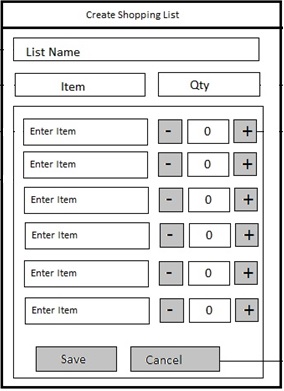 Create Shopping List
List Name
Item Qty
Enter Item - 0 +
Enter Item - 0 +
Enter Item - 0 +
Enter Item - 0 +
Enter Item - 0 +
Enter Item - 0 +
Save Cancel